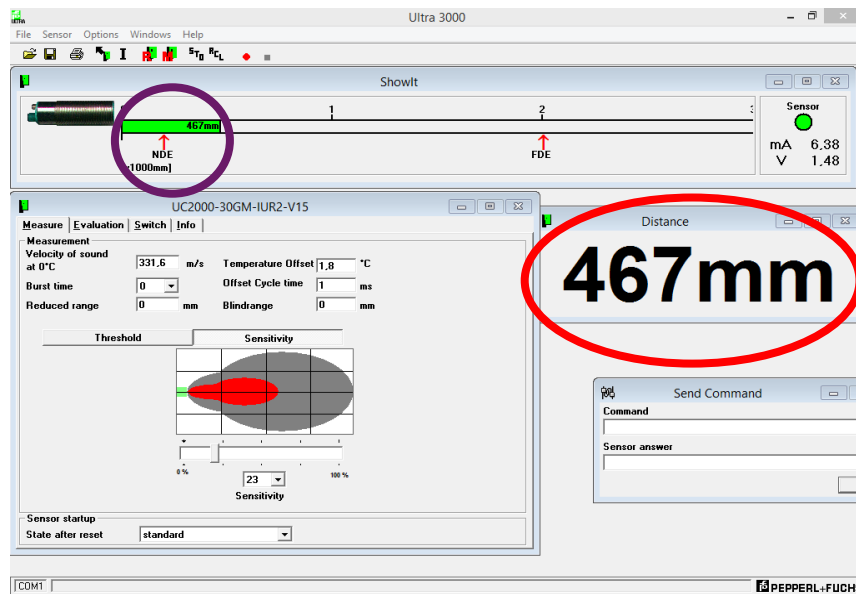 ULTRA
Ultra 3000
File Sensor Options Windows Help
I STO RCL
ShowIt
1 2 3
467mm
NDE FDE
1000mm]
Sensor
mA 6,38
V 1,48
UC2000-30GM-IUR2-V15
Measure Evaluation Switch Info
Measurement
Velocity of sound
at 0°C 331,6 m/s Temperature Offset 1,8 °C
Burst time 0 Offset Cycle time 1 ms
Reduced range 0 mm Blindrange 0 mm
Threshold Sensitivity
0 % 100 %
23
Sensitivity
Sensor startup
State after reset standard
Distance
467mm
Send Command
Command
Sensor answer
COM1
PEPPERL+FUCH